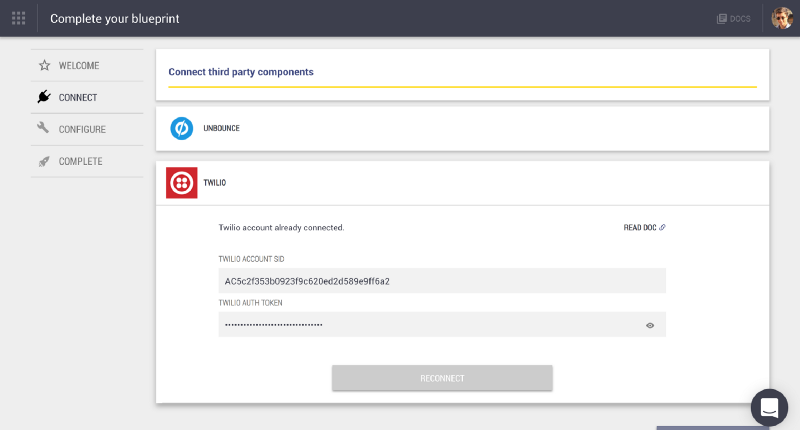 Complete your blueprint
DOCS
WELCOME
CONNECT
CONFIGURE
COMPLETE
Connect third party components
UNBOUNCE
TWILIO
Twilio account already connected.
READ DOC
TWILIO ACCOUNT SID
AC5c2f353b0923f9c620ed2d589e9ff6a2
TWILIO AUTH TOKEN
•••••••••••••••••••••••••••••••• 
RECONNECT